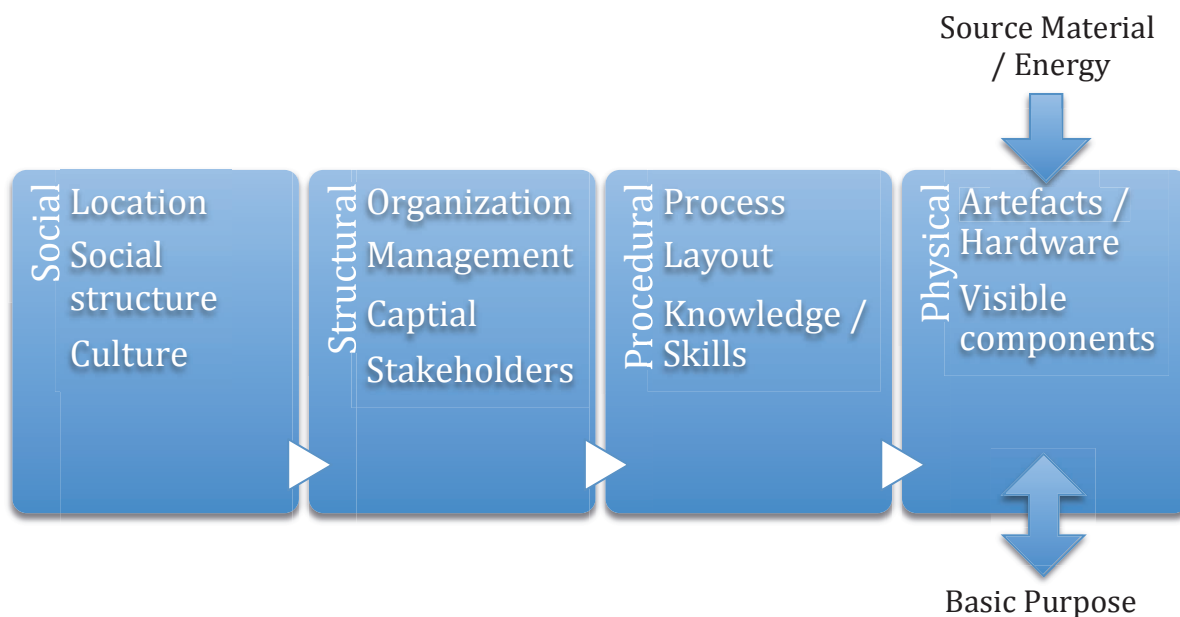 Source Material
/ Energy
Social
Location
Social
structure
Culture
Structural
Organization
Management
Captial
Stakeholders
Procedural
Process
Layout
Knowledge /
Skills
Physical
Artefacts /
Hardware
Visible
components
Basic Purpose